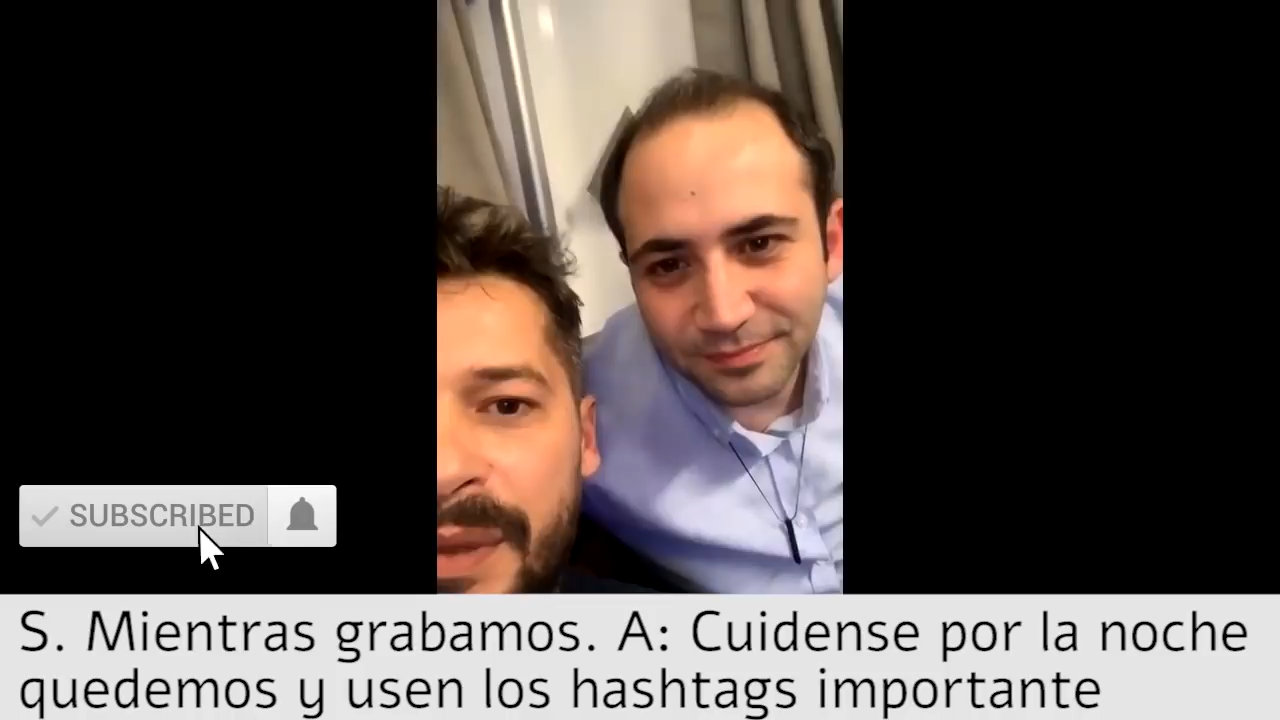 SUBSCRIBED
S. Mientras grabamos. A: Cuidense por la noche
quedemos y usen los hashtags importante